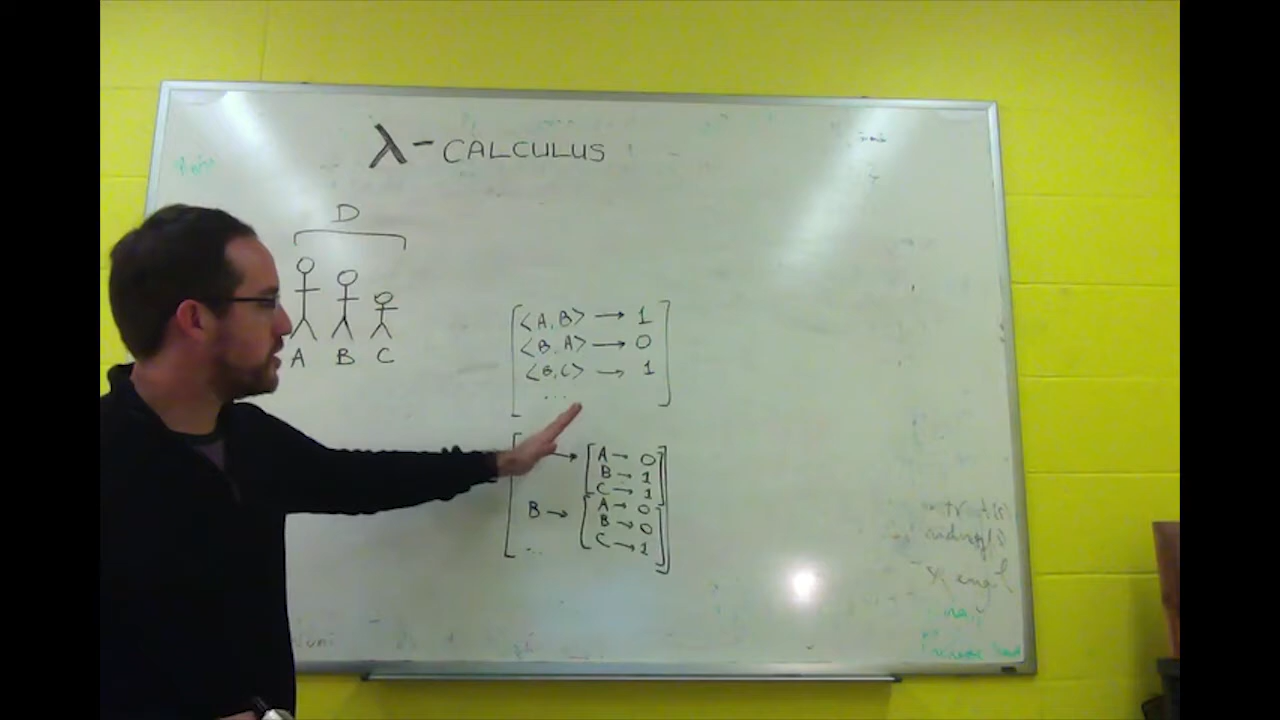 λ-CALCULUS
D
A B C
<A,B> → 1
<B,A> → 0
<B,C> → 1
...
→ A → 0
B → 1
C → 1
B → A → 0
B → 0
C → 1
...